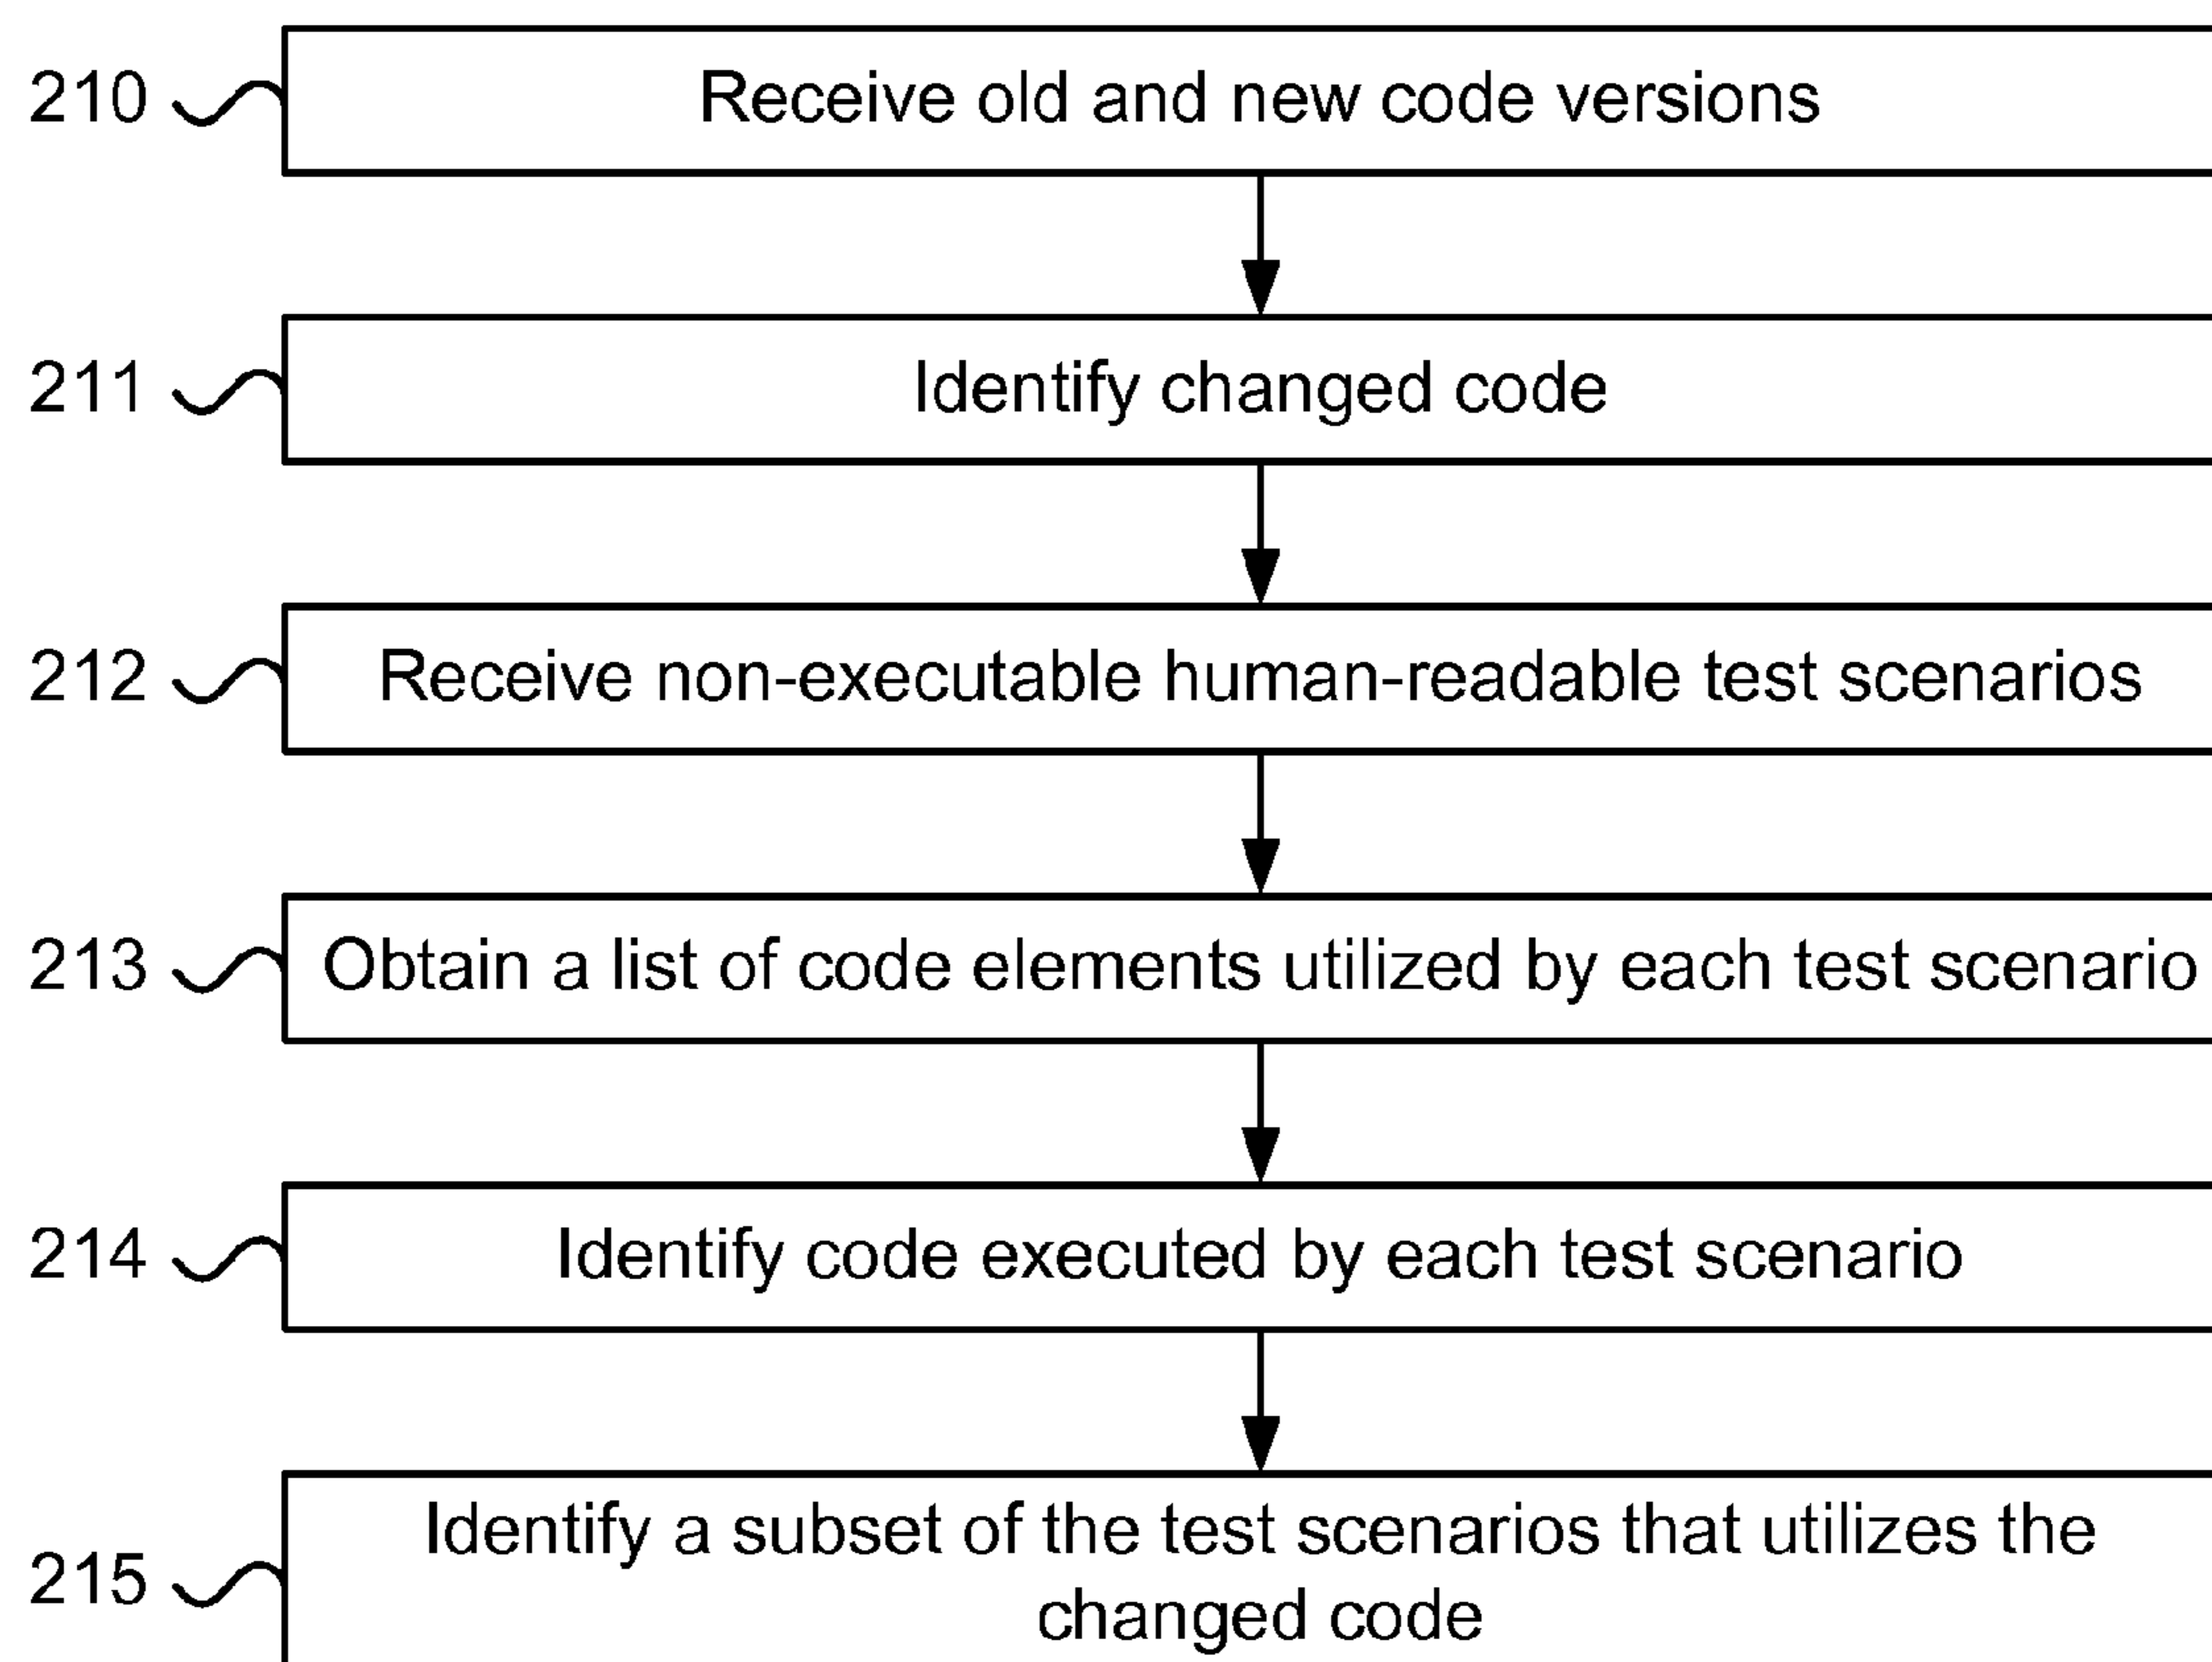 210 Receive old and new code versions
211 Identify changed code
212 Receive non-executable human-readable test scenarios
213 Obtain a list of code elements utilized by each test scenario
214 Identify code executed by each test scenario
215 Identify a subset of the test scenarios that utilizes the
changed code